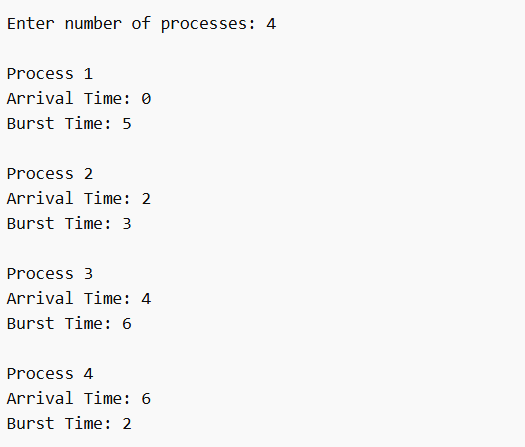 Enter number of processes: 4
Process 1
Arrival Time: 0
Burst Time: 5
Process 2
Arrival Time: 2
Burst Time: 3
Process 3
Arrival Time: 4
Burst Time: 6
Process 4
Arrival Time: 6
Burst Time: 2